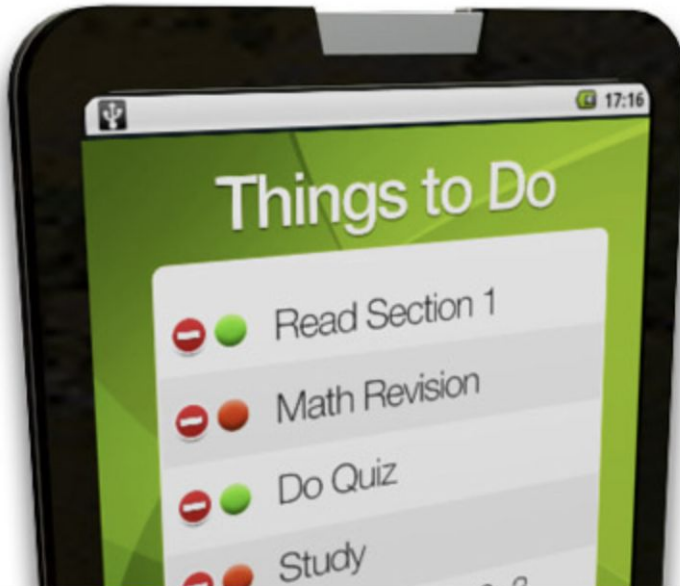 17:16
Things to Do
Read Section 1
Math Revision
Do Quiz
Study